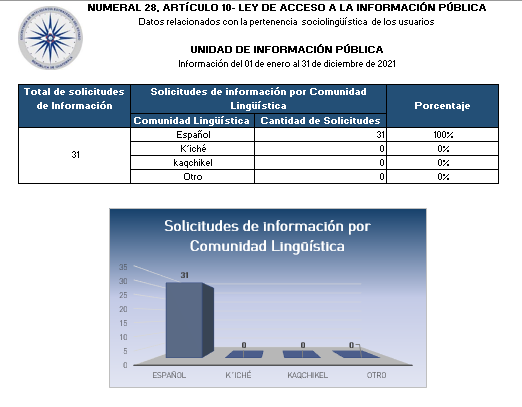 NUMERAL 28, ARTÍCULO 10- LEY DE ACCESO A LA INFORMACIÓN PÚBLICA
Datos relacionados con la pertenencia sociolingüística de los usuarios
UNIDAD DE INFORMACIÓN PÚBLICA
Información del 01 de enero al 31 de diciembre de 2021
Total de solicitudes de Información
Solicitudes de información por Comunidad Lingüística
Porcentaje
Comunidad Lingüística Cantidad de Solicitudes
31
Español 31 100%
K´iché 0 0%
kaqchikel 0 0%
Otro 0 0%
Solicitudes de información por
Comunidad Lingüística
35
30
25
20
15
10
5
0
31
0 0 0
ESPAÑOL K´ICHÉ KAQCHIKEL OTRO